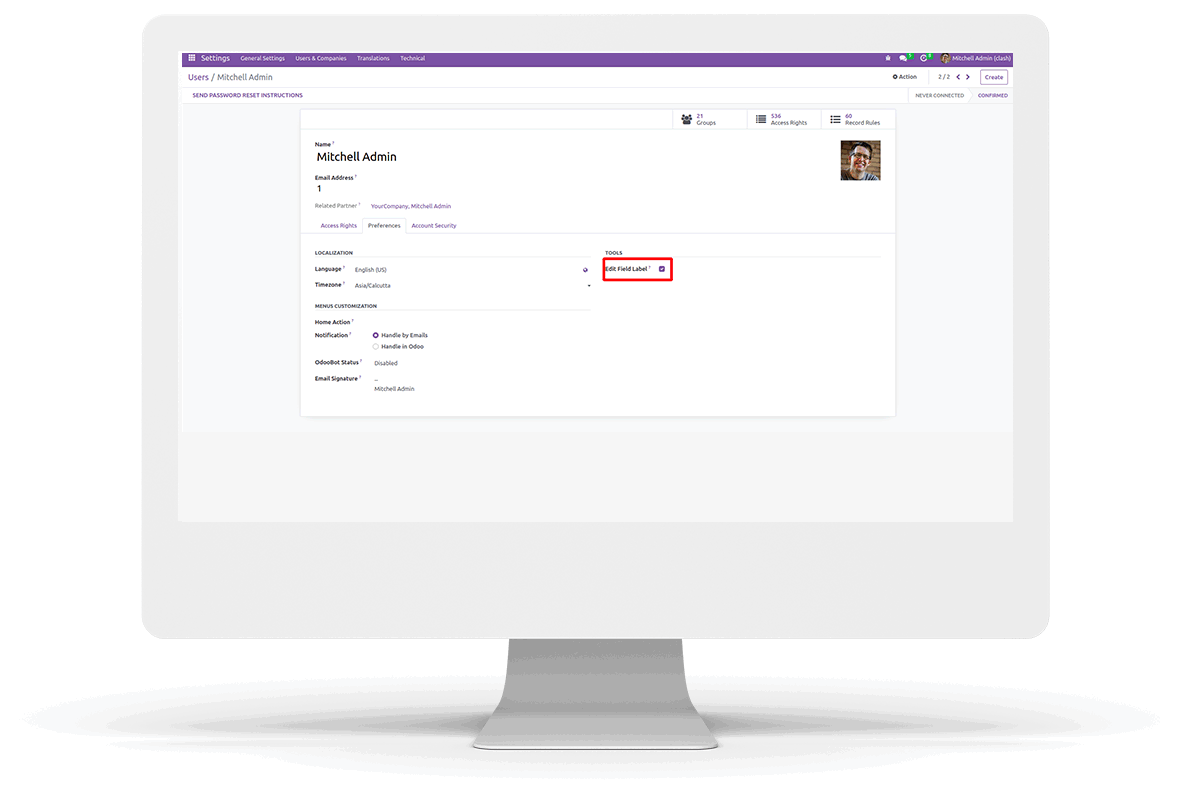 Settings General Settings Users & Companies Translations Technical Mitchell Admin (clash)
Users / Mitchell Admin Action 2 / 2 Create
SEND PASSWORD RESET INSTRUCTIONS NEVER CONNECTED CONFIRMED
21 536 60
Groups Access Rights Record Rules
Name ?
Mitchell Admin
Email Address ?
1
Related Partner ? YourCompany, Mitchell Admin
Access Rights Preferences Account Security
LOCALIZATION TOOLS
Language ? English (US) Edit Field Label ?
Timezone ? Asia/Calcutta
MENUS CUSTOMIZATION
Home Action ?
Notification ? Handle by Emails
Handle in Odoo
OdooBot Status ? Disabled
Email Signature ? --
Mitchell Admin